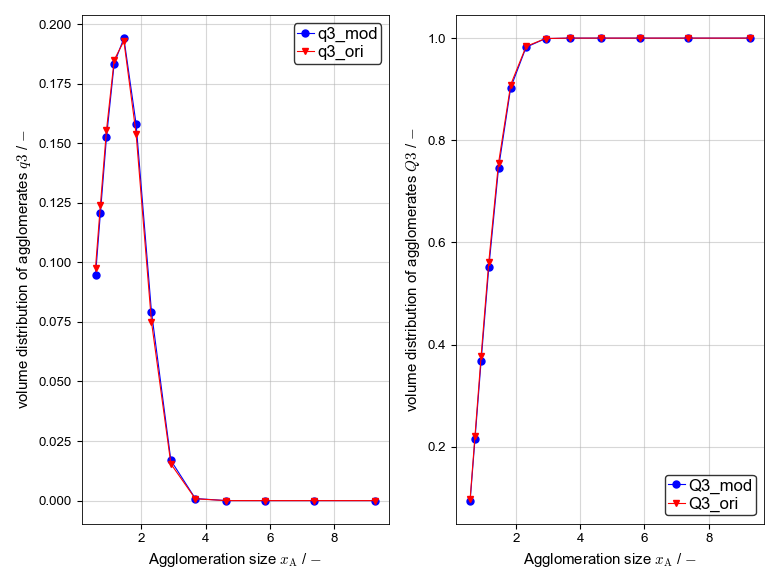 volume distribution of agglomerates q3 / −
0.200
0.175
0.150
0.125
0.100
0.075
0.050
0.025
0.000
q3_mod
q3_ori
2 4 6 8
Agglomeration size x_A / −
volume distribution of agglomerates Q3 / −
1.0
0.8
0.6
0.4
0.2
Q3_mod
Q3_ori
2 4 6 8
Agglomeration size x_A / −